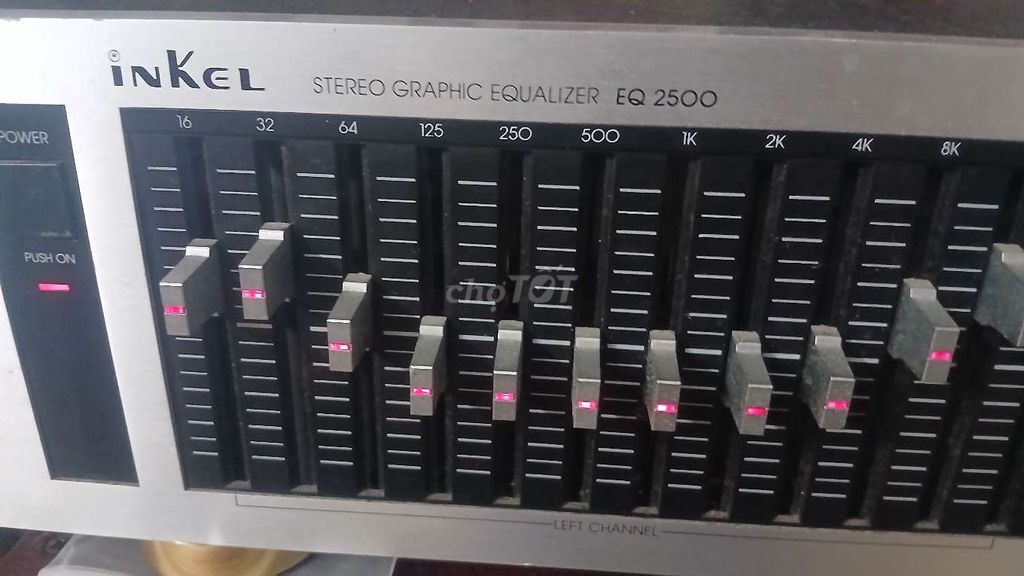 INKEL
STEREO GRAPHIC EQUALIZER EQ 2500
POWER
16 32 64 125 250 500 1K 2K 4K 8K
PUSH ON
chợTỐT
LEFT CHANNEL